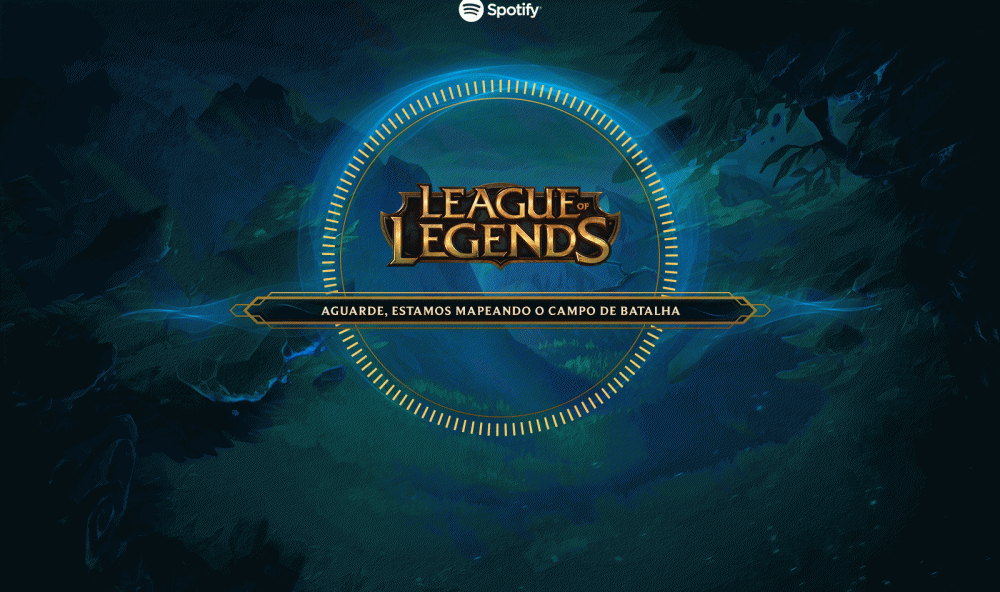 Spotify
LEAGUE OF
LEGENDS
AGUARDE, ESTAMOS MAPEANDO O CAMPO DE BATALHA